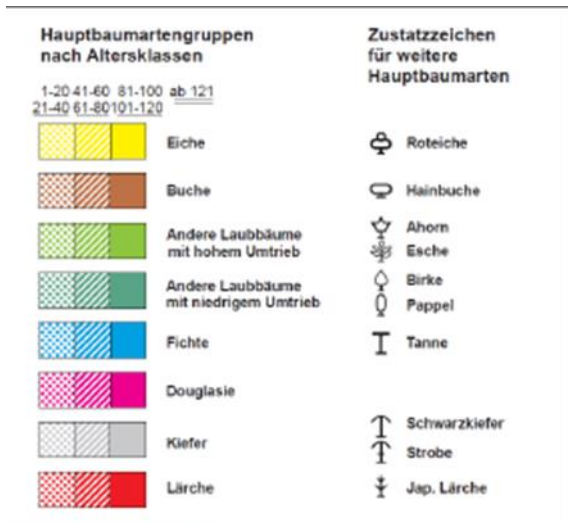 Hauptbaumartengruppen
nach Altersklassen
1-20 41-60 81-100 ab 121
21-40 61-80 101-120
Eiche
Buche
Andere Laubbäume
mit hohem Umtrieb
Andere Laubbäume
mit niedrigem Umtrieb
Fichte
Douglasie
Kiefer
Lärche
Zustatzzeichen
für weitere
Hauptbaumarten
Roteiche
Hainbuche
Ahorn
Esche
Birke
Pappel
Tanne
Schwarzkiefer
Strobe
Jap. Lärche